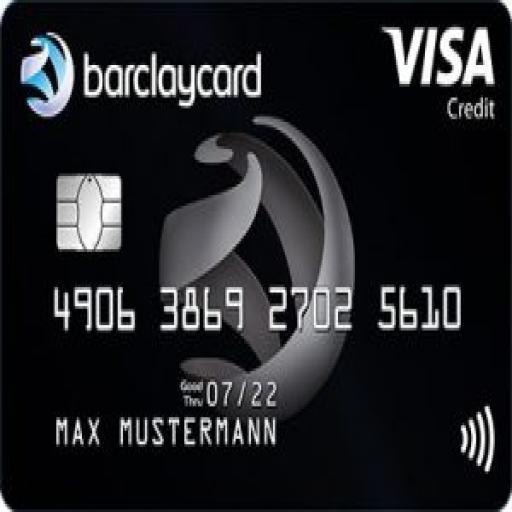 barclaycard
VISA
Credit
4906 3869 2702 5610
Good
Thru 07/22
MAX MUSTERMANN